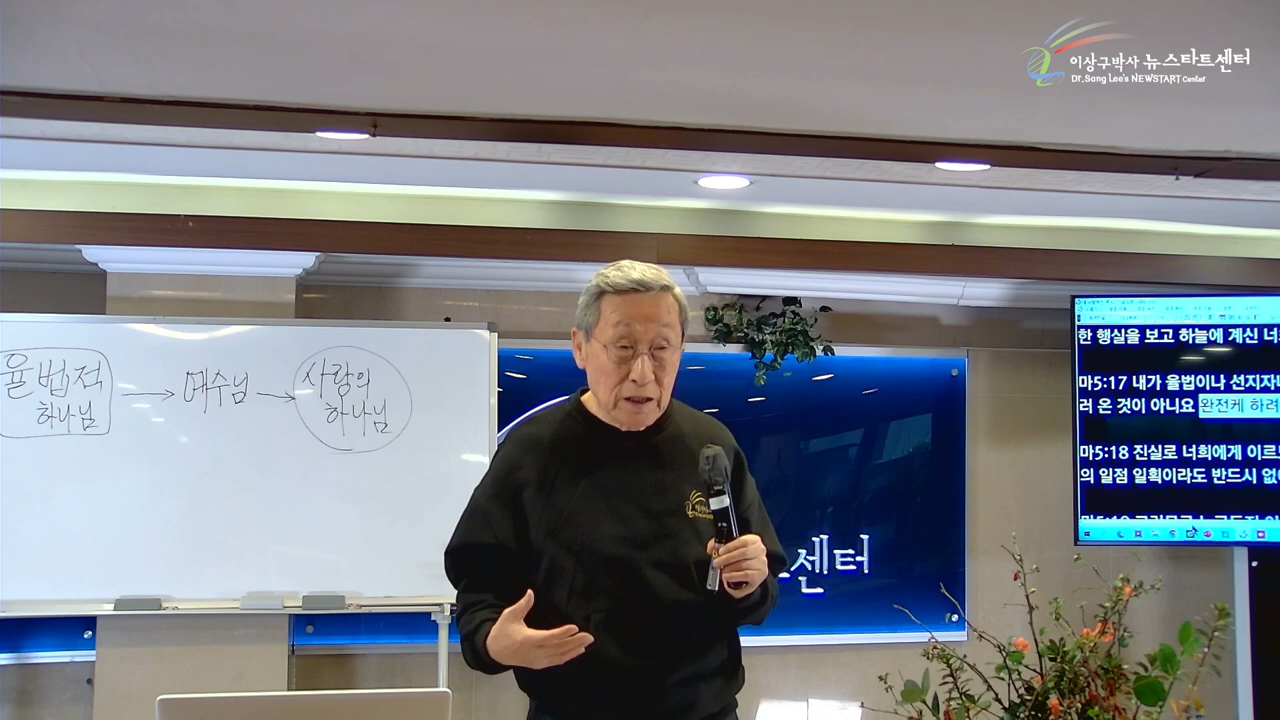 이상구박사 뉴스타트센터
Dr. Sang Lee's NEWSTART Center
율법적
하나님
예수님
사랑의
하나님
센터
한 행실을 보고 하늘에 계신 너
마5:17 내가 율법이나 선지자
러 온 것이 아니요 완전케 하려
마5:18 진실로 너희에게 이르
의 일점 일획이라도 반드시 없